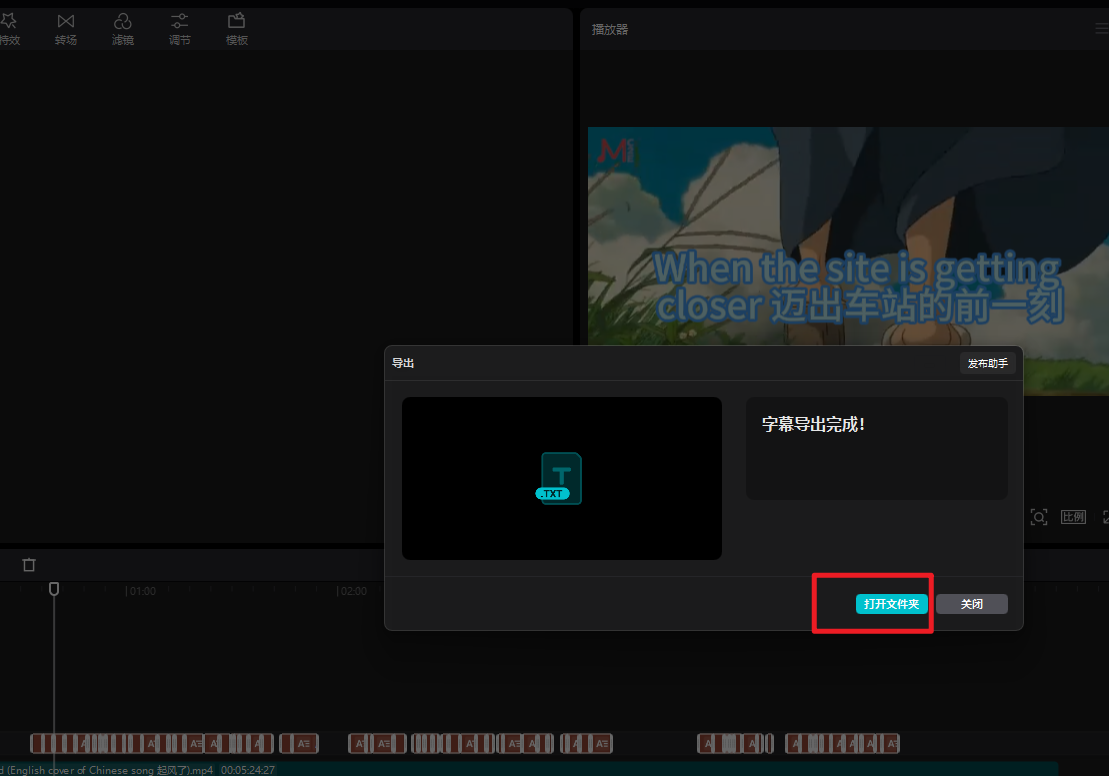 特效
转场
滤镜
调节
模板
播放器
When the site is getting
closer 迈出车站的前一刻
导出
发布助手
字幕导出完成!
T
.TXT
比例
打开文件夹
关闭
01:00
02:00
d (English cover of Chinese song 起风了).mp4 00:05:24:27